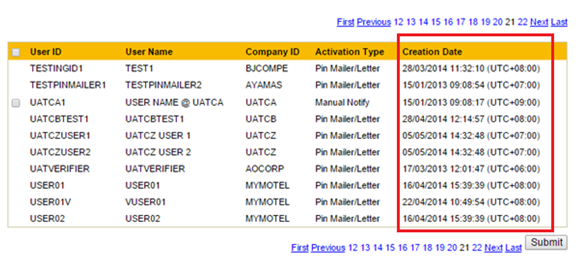 First Previous 12 13 14 15 16 17 18 19 20 21 22 Next Last
User ID User Name Company ID Activation Type Creation Date
TESTINGID1 TEST1 BJCOMPE Pin Mailer/Letter 28/03/2014 11:32:10 (UTC+08:00)
TESTPINMAILER1 TESTPINMAILER2 AYAMAS Pin Mailer/Letter 15/01/2013 09:08:54 (UTC+07:00)
UATCA1 USER NAME @ UATCA UATCA Manual Notify 15/01/2013 09:08:17 (UTC+09:00)
UATCBTEST1 UATCBTEST1 UATCB Pin Mailer/Letter 28/04/2014 12:14:57 (UTC+08:00)
UATCZUSER1 UATCZ USER 1 UATCZ Pin Mailer/Letter 05/05/2014 14:32:48 (UTC+07:00)
UATCZUSER2 UATCZ USER 2 UATCZ Pin Mailer/Letter 05/05/2014 14:32:48 (UTC+07:00)
UATVERIFIER UATVERIFIER AOCORP Pin Mailer/Letter 17/03/2013 12:01:47 (UTC+06:00)
USER01 USER01 MYMOTEL Pin Mailer/Letter 16/04/2014 15:39:39 (UTC+08:00)
USER01V VUSER01 MYMOTEL Pin Mailer/Letter 22/04/2014 10:49:54 (UTC+08:00)
USER02 USER02 MYMOTEL Pin Mailer/Letter 16/04/2014 15:39:39 (UTC+08:00)
First Previous 12 13 14 15 16 17 18 19 20 21 22 Next Last Submit